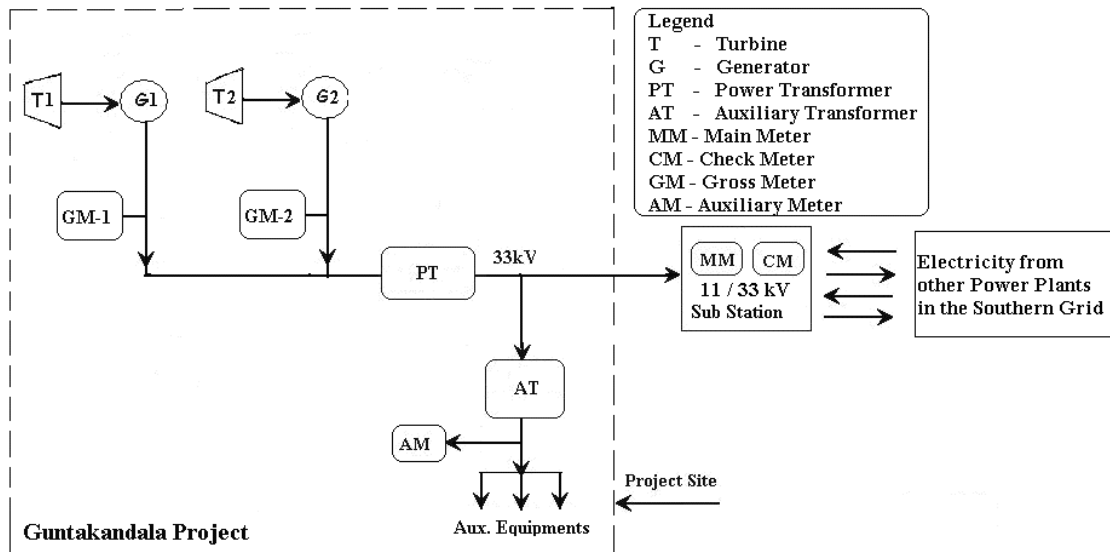 Legend
T - Turbine
G - Generator
PT - Power Transformer
AT - Auxiliary Transformer
MM - Main Meter
CM - Check Meter
GM - Gross Meter
AM - Auxiliary Meter
T1
G1
T2
G2
GM-1
GM-2
PT
33kV
MM
CM
11 / 33 kV
Sub Station
Electricity from
other Power Plants
in the Southern Grid
AT
AM
Aux. Equipments
Project Site
Guntakandala Project